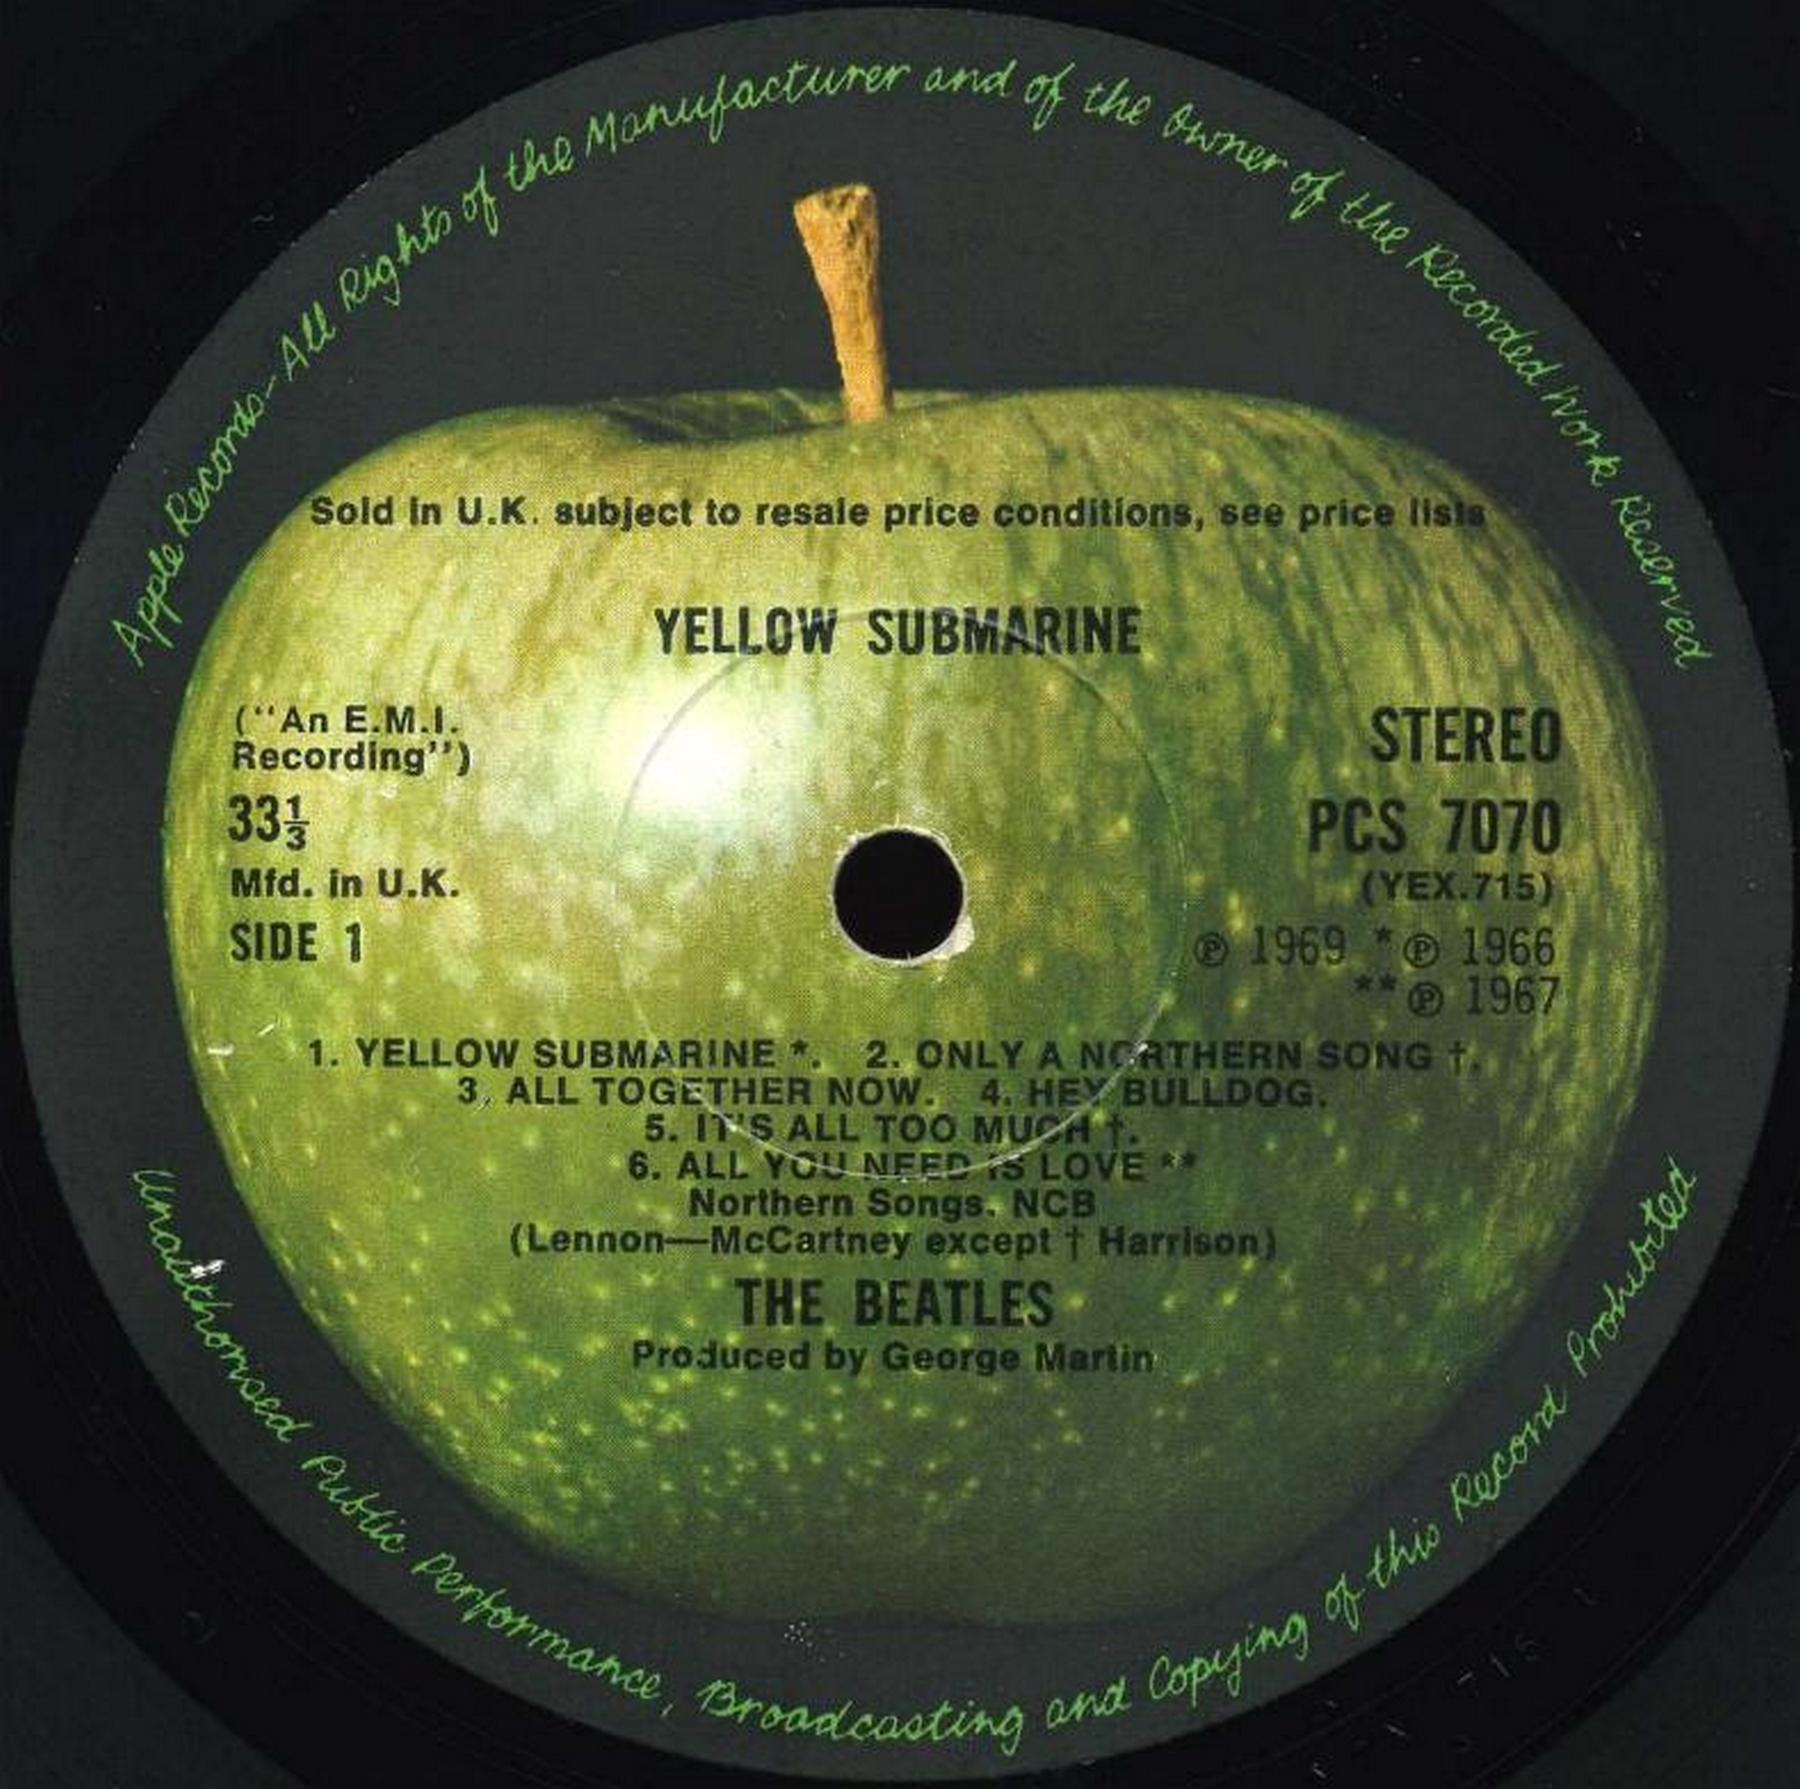 Apple Records - All Rights of the Manufacturer and of the Owner of the Recorded Work Reserved
Sold in U.K. subject to resale price conditions, see price lists
YELLOW SUBMARINE
(“An E.M.I.
Recording”)
33⅓
Mfd. in U.K.
SIDE 1
STEREO
PCS 7070
(YEX.715)
℗ 1969 *℗ 1966
**℗ 1967
1. YELLOW SUBMARINE *. 2. ONLY A NORTHERN SONG †.
3. ALL TOGETHER NOW. 4. HEY BULLDOG.
5. IT'S ALL TOO MUCH †.
6. ALL YOU NEED IS LOVE **
Northern Songs. NCB
(Lennon—McCartney except † Harrison)
THE BEATLES
Produced by George Martin
Unauthorised Public Performance, Broadcasting and Copying of this Record Prohibited